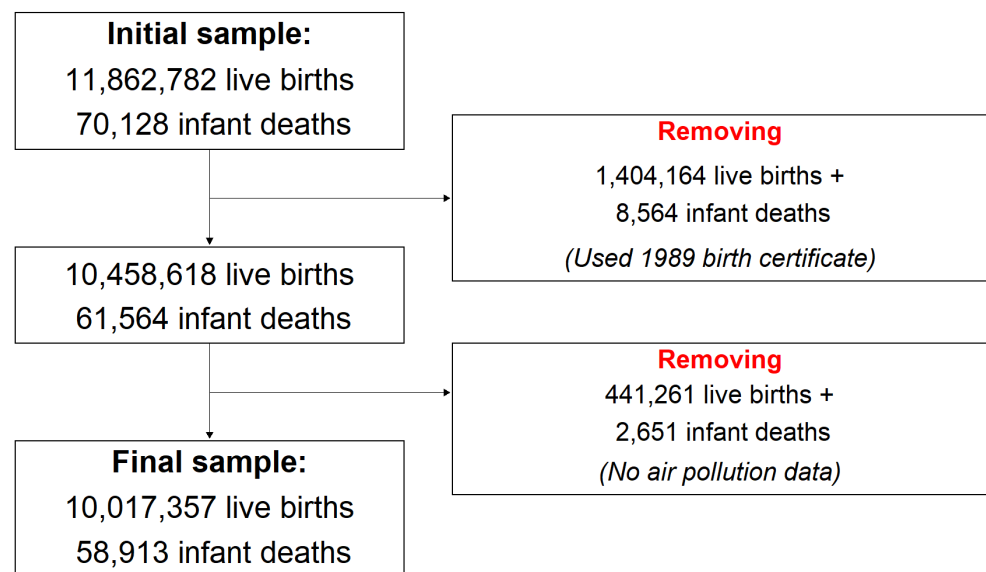 Initial sample:
11,862,782 live births
70,128 infant deaths
Removing
1,404,164 live births +
8,564 infant deaths
(Used 1989 birth certificate)
10,458,618 live births
61,564 infant deaths
Removing
441,261 live births +
2,651 infant deaths
(No air pollution data)
Final sample:
10,017,357 live births
58,913 infant deaths